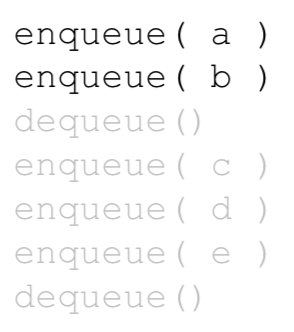 enqueue( a )
enqueue( b )
dequeue()
enqueue( c )
enqueue( d )
enqueue( e )
dequeue()